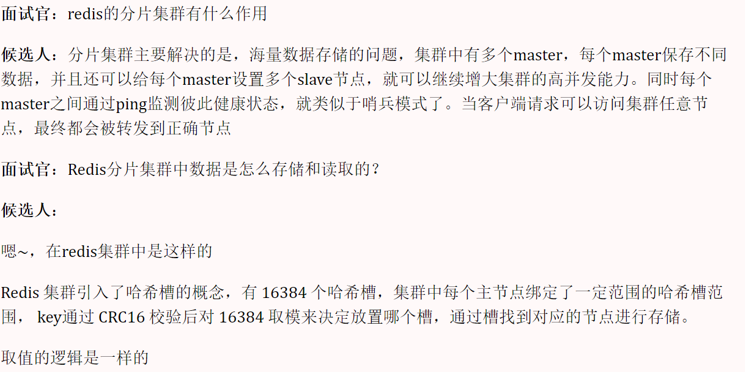 面试官：redis的分片集群有什么作用
候选人：分片集群主要解决的是，海量数据存储的问题，集群中有多个master，每个master保存不同
数据，并且还可以给每个master设置多个slave节点，就可以继续增大集群的高并发能力。同时每个
master之间通过ping监测彼此健康状态，就类似于哨兵模式了。当客户端请求可以访问集群任意节
点，最终都会被转发到正确节点
面试官：Redis分片集群中数据是怎么存储和读取的？
候选人：
嗯~，在redis集群中是这样的
Redis 集群引入了哈希槽的概念，有 16384 个哈希槽，集群中每个主节点绑定了一定范围的哈希槽范
围， key通过 CRC16 校验后对 16384 取模来决定放置哪个槽，通过槽找到对应的节点进行存储。
取值的逻辑是一样的